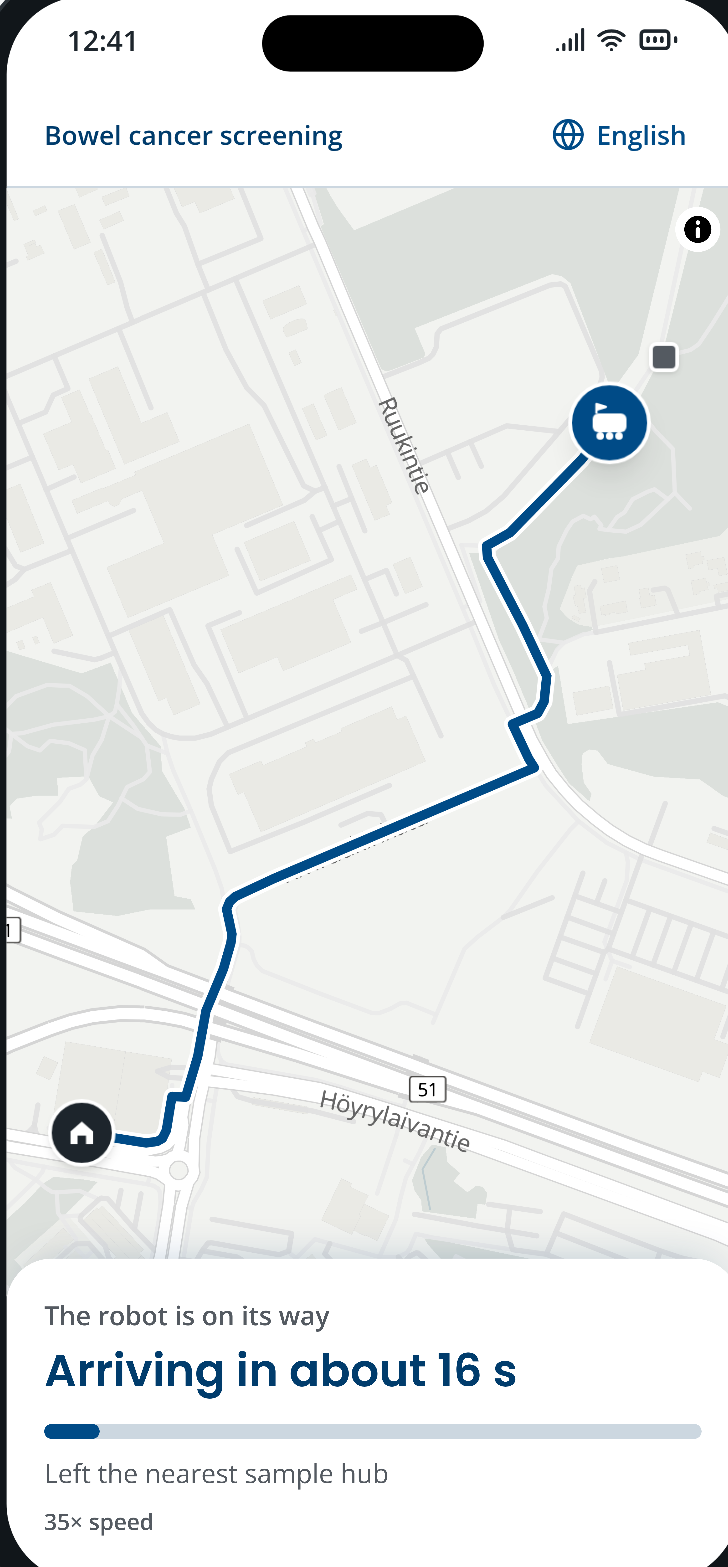 12:41
Bowel cancer screening
English
Ruukintie
1
51
Höyrylaivantie
The robot is on its way
Arriving in about 16 s
Left the nearest sample hub
35× speed